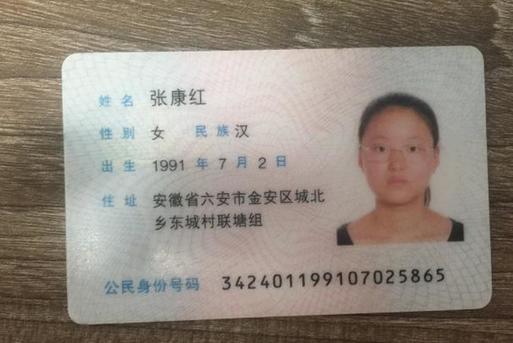 姓名 张康红
性别 女 民族 汉
出生 1991 年 7 月 2 日
住址 安徽省六安市金安区城北
乡东城村联塘组
公民身份号码 342401199107025865